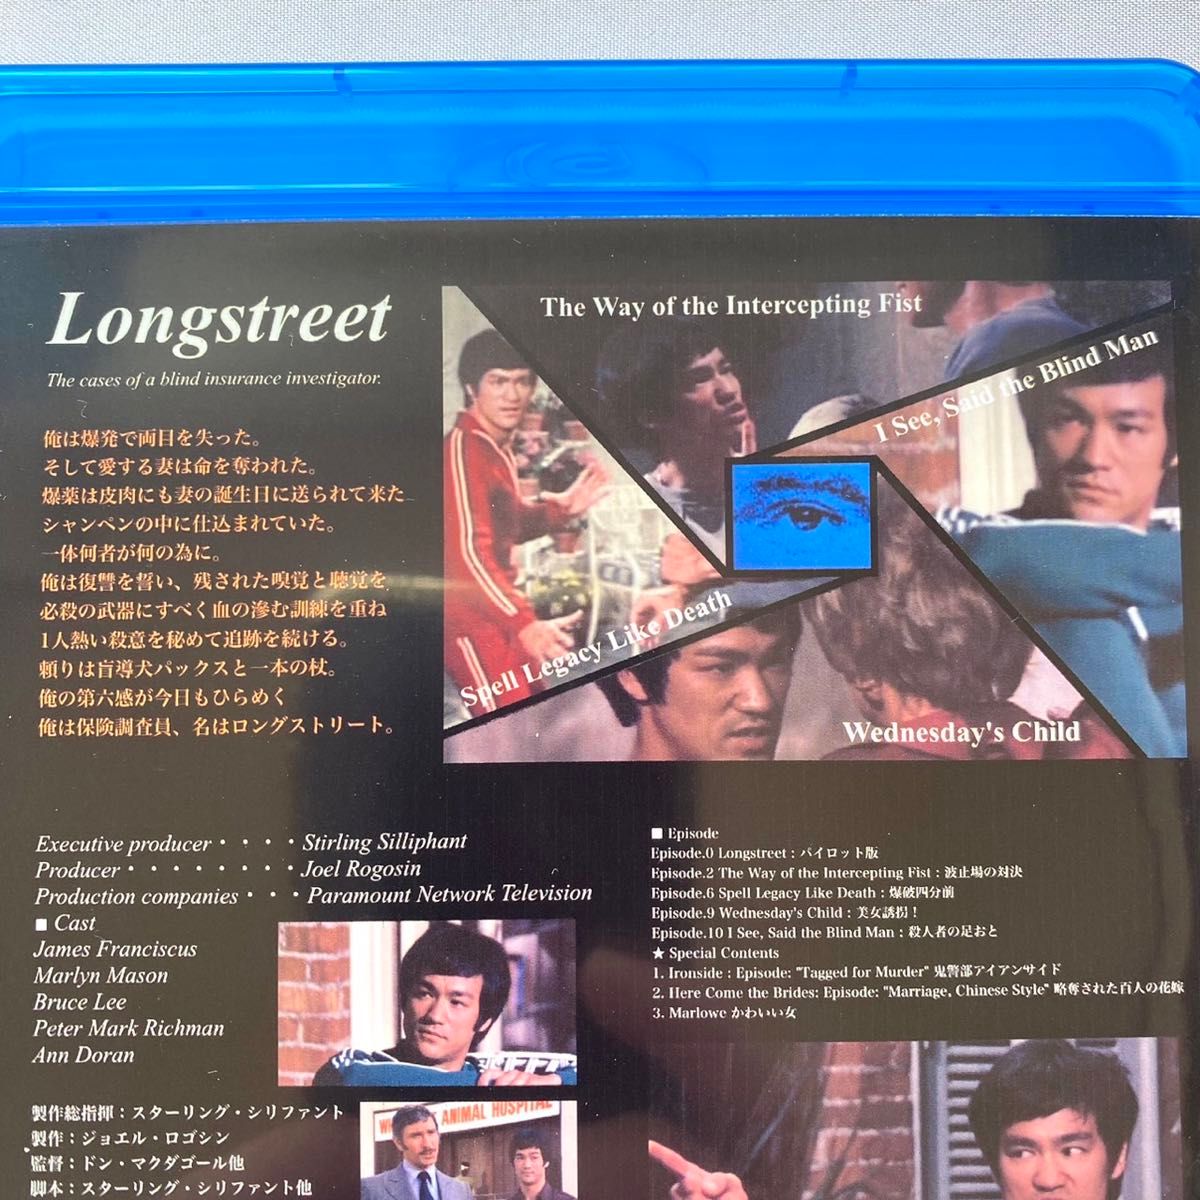 Longstreet
The cases of a blind insurance investigator.
俺は爆発で両目を失った。
そして愛する妻は命を奪われた。
爆薬は皮肉にも妻の誕生日に送られて来た
シャンペンの中に仕込まれていた。
一体何者が何の為に。
俺は復讐を誓い、残された嗅覚と聴覚を
必殺の武器にすべく血の滲む訓練を重ね
1人熱い殺意を秘めて追跡を続ける。
頼りは盲導犬パックスと一本の杖。
俺の第六感が今日もひらめく
俺は保険調査員、名はロングストリート。
The Way of the Intercepting Fist
I See, Said the Blind Man
Spell Legacy Like Death
Wednesday's Child
Executive producer・・・・Stirling Silliphant
Producer・・・・・・・・Joel Rogosin
Production companies・・・Paramount Network Television
■ Cast
James Franciscus
Marlyn Mason
Bruce Lee
Peter Mark Richman
Ann Doran
製作総指揮：スターリング・シリファント
製作：ジョエル・ロゴシン
監督：ドン・マクダゴール他
脚本：スターリング・シリファント他
ANIMAL HOSPITAL
■ Episode
Episode.0 Longstreet：パイロット版
Episode.2 The Way of the Intercepting Fist：波止場の対決
Episode.6 Spell Legacy Like Death：爆破四分前
Episode.9 Wednesday's Child：美女誘拐！
Episode.10 I See, Said the Blind Man：殺人者の足おと
★ Special Contents
1. Ironside : Episode: "Tagged for Murder" 鬼警部アイアンサイド
2. Here Come the Brides: Episode: "Marriage, Chinese Style" 略奪された百人の花嫁
3. Marlowe かわいい女